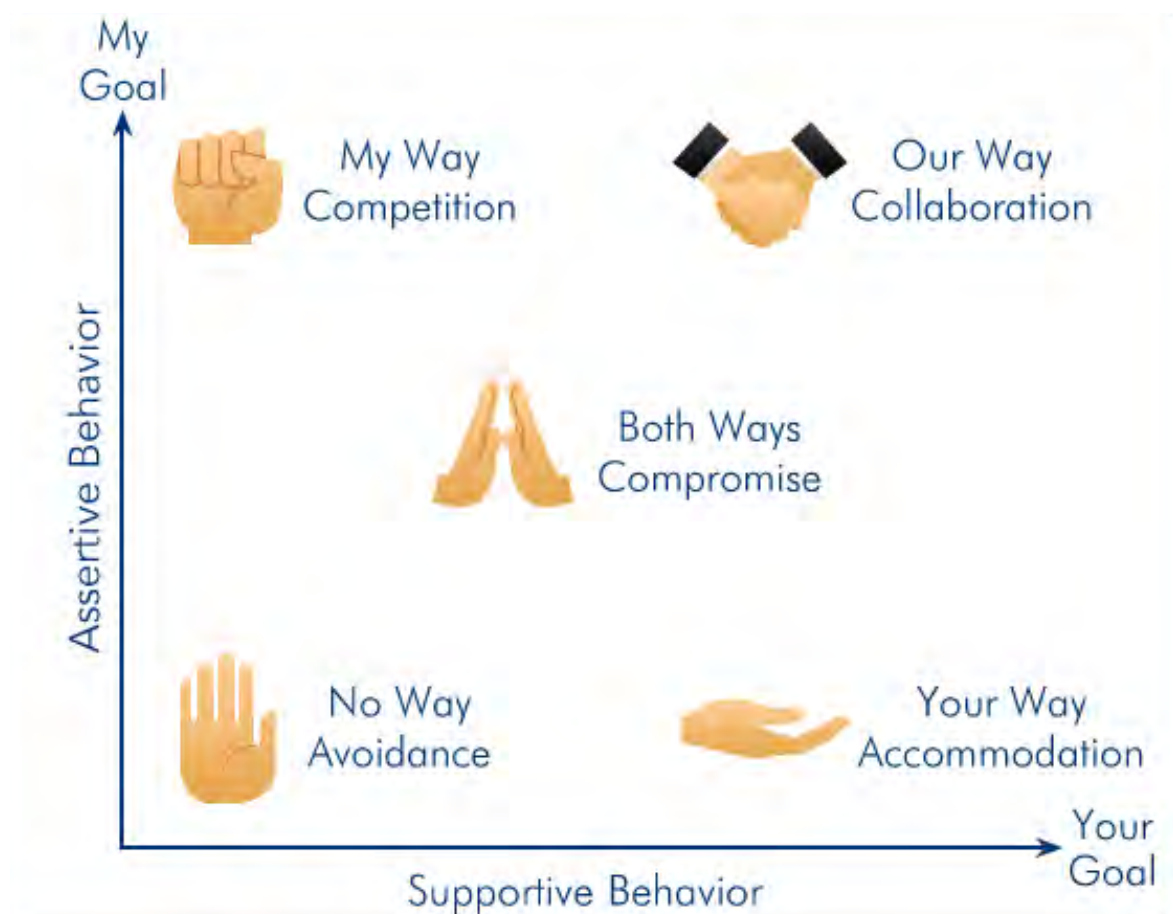 My
Goal
My Way
Competition
Our Way
Collaboration
Assertive Behavior
Both Ways
Compromise
No Way
Avoidance
Your Way
Accommodation
Your
Goal
Supportive Behavior